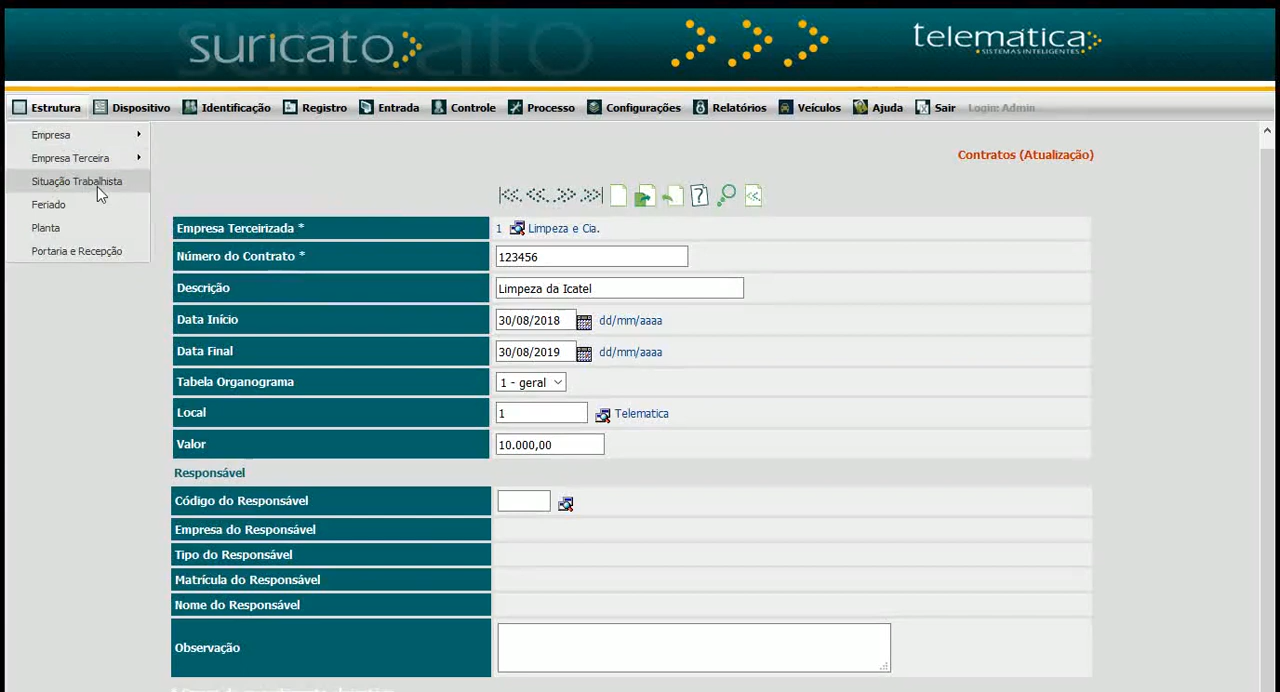 suricato
telematica
SISTEMAS INTELIGENTES
Estrutura Dispositivo Identificação Registro Entrada Controle Processo Configurações Relatórios Veículos Ajuda Sair Login: Admin
Empresa
Empresa Terceira
Situação Trabalhista
Feriado
Planta
Portaria e Recepção
Contratos (Atualização)
Empresa Terceirizada * 1 Limpeza e Cia.
Número do Contrato * 123456
Descrição Limpeza da Icatel
Data Início 30/08/2018 dd/mm/aaaa
Data Final 30/08/2019 dd/mm/aaaa
Tabela Organograma 1 - geral
Local 1 Telematica
Valor 10.000,00
Responsável
Código do Responsável
Empresa do Responsável
Tipo do Responsável
Matrícula do Responsável
Nome do Responsável
Observação